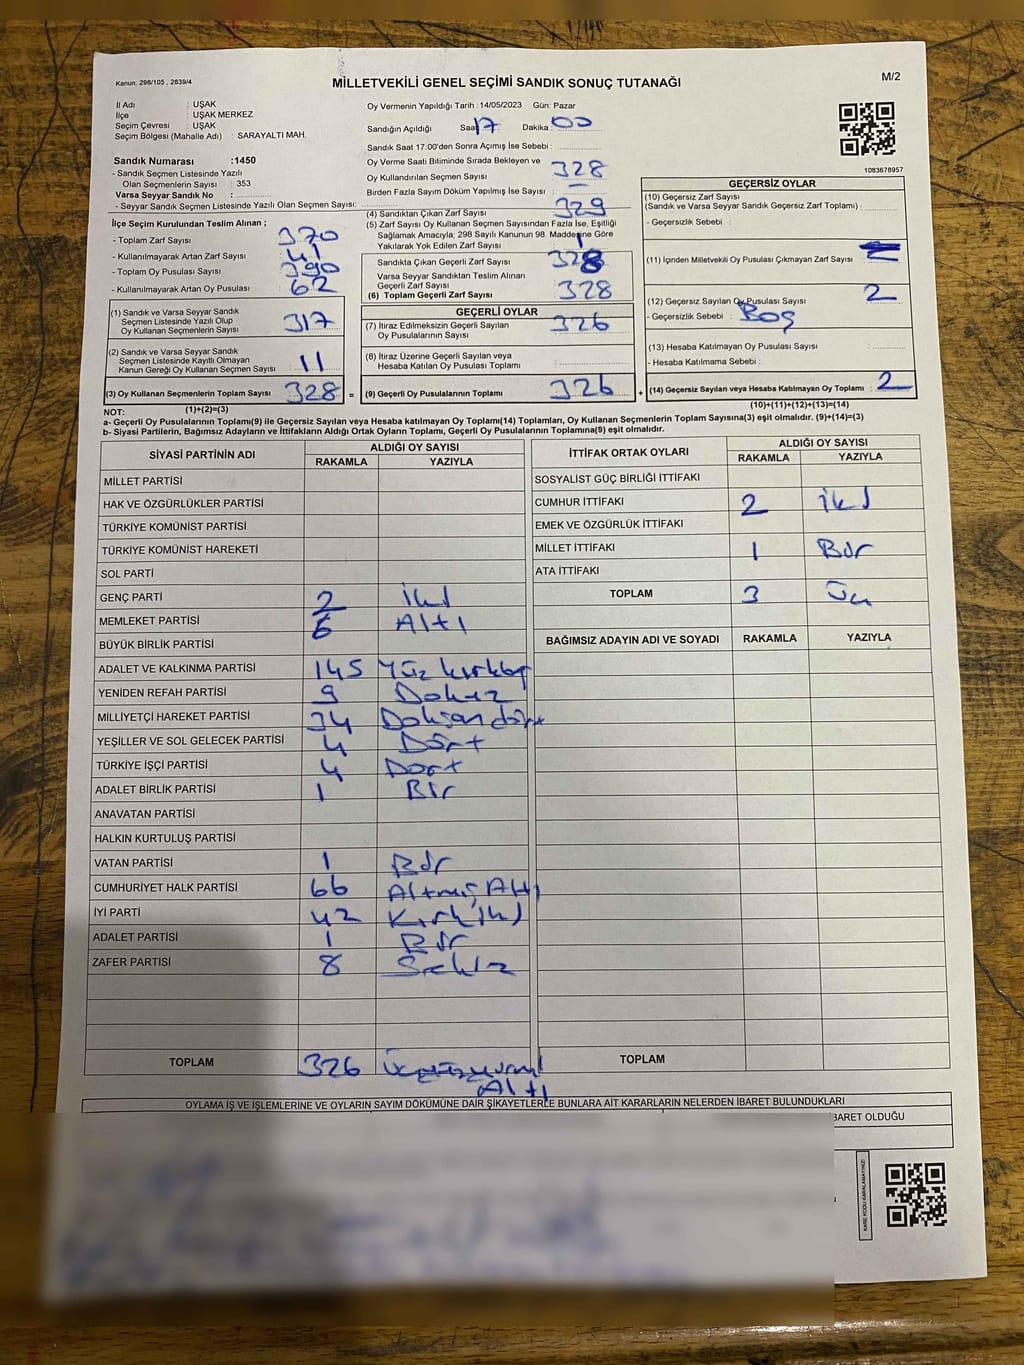 Kanun: 298/105 , 2839/4
MİLLETVEKİLİ GENEL SEÇİMİ SANDIK SONUÇ TUTANAĞI
M/2
İl Adı : UŞAK
İlçe : UŞAK MERKEZ
Seçim Çevresi : UŞAK
Seçim Bölgesi (Mahalle Adı) : SARAYALTI MAH.
Sandık Numarası :1450
- Sandık Seçmen Listesinde Yazılı
Olan Seçmenlerin Sayısı : 353
Varsa Seyyar Sandık No :
- Seyyar Sandık Seçmen Listesinde Yazılı Olan Seçmen Sayısı:
Oy Vermenin Yapıldığı Tarih : 14/05/2023 Gün: Pazar
Sandığın Açıldığı Saat 17 Dakika : 00
Sandık Saat 17.00'den Sonra Açımış İse Sebebi :
Oy Verme Saati Bitiminde Sırada Bekleyen ve
Oy Kullandırılan Seçmen Sayısı 328
Birden Fazla Sayım Döküm Yapılmış İse Sayısı : -
1083678957
İlçe Seçim Kurulundan Teslim Alınan ;
- Toplam Zarf Sayısı 370
- Kullanılmayarak Artan Zarf Sayısı 41
- Toplam Oy Pusulası Sayısı 390
- Kullanılmayarak Artan Oy Pusulası 62
(1) Sandık ve Varsa Seyyar Sandık
Seçmen Listesinde Yazılı Olup
Oy Kullanan Seçmenlerin Sayısı 317
(2) Sandık ve Varsa Seyyar Sandık
Seçmen Listesinde Kayıtlı Olmayan
Kanun Gereği Oy Kullanan Seçmen Sayısı 11
(3) Oy Kullanan Seçmenlerin Toplam Sayısı 328 =
(4) Sandıktan Çıkan Zarf Sayısı 329
(5) Zarf Sayısı Oy Kullanan Seçmen Sayısından Fazla İse, Eşitliği
Sağlamak Amacıyla, 298 Sayılı Kanunun 98. Maddesine Göre
Yakılarak Yok Edilen Zarf Sayısı 1
Sandıkta Çıkan Geçerli Zarf Sayısı 328
Varsa Seyyar Sandıktan Teslim Alınan
Geçerli Zarf Sayısı
(6) Toplam Geçerli Zarf Sayısı 328
GEÇERLİ OYLAR
(7) İtiraz Edilmeksizin Geçerli Sayılan
Oy Pusulalarının Sayısı 326
(8) İtiraz Üzerine Geçerli Sayılan veya
Hesaba Katılan Oy Pusulası Toplamı
(9) Geçerli Oy Pusulalarının Toplamı 326 +
GEÇERSİZ OYLAR
(10) Geçersiz Zarf Sayısı
(Sandık ve Varsa Seyyar Sandık Geçersiz Zarf Toplamı) :
- Geçersizlik Sebebi :
(11) İçinden Milletvekili Oy Pusulası Çıkmayan Zarf Sayısı
(12) Geçersiz Sayılan Oy Pusulası Sayısı 2
- Geçersizlik Sebebi : Boş
(13) Hesaba Katılmayan Oy Pusulası Sayısı :
- Hesaba Katılmama Sebebi :
(14) Geçersiz Sayılan veya Hesaba Katılmayan Oy Toplamı : 2
NOT: (1)+(2)=(3)
(10)+(11)+(12)+(13)=(14)
a- Geçerli Oy Pusulalarının Toplamı(9) ile Geçersiz Sayılan veya Hesaba katılmayan Oy Toplamı(14) Toplamları, Oy Kullanan Seçmenlerin Toplam Sayısına(3) eşit olmalıdır. (9)+(14)=(3)
b- Siyasi Partilerin, Bağımsız Adayların ve İttifakların Aldığı Ortak Oyların Toplamı, Geçerli Oy Pusulalarının Toplamına(9) eşit olmalıdır.
SİYASİ PARTİNİN ADI ALDIĞI OY SAYISI
RAKAMLA YAZIYLA
MİLLET PARTİSİ
HAK VE ÖZGÜRLÜKLER PARTİSİ
TÜRKİYE KOMÜNİST PARTİSİ
TÜRKİYE KOMÜNİST HAREKETİ
SOL PARTİ
GENÇ PARTİ 2 iki
MEMLEKET PARTİSİ 6 Altı
BÜYÜK BİRLİK PARTİSİ
ADALET VE KALKINMA PARTİSİ 145 Yüz kırkbeş
YENİDEN REFAH PARTİSİ 9 Dokuz
MİLLİYETÇİ HAREKET PARTİSİ 34 Doksan dört
YEŞİLLER VE SOL GELECEK PARTİSİ 4 Dört
TÜRKİYE İŞÇİ PARTİSİ 4 Dört
ADALET BİRLİK PARTİSİ 1 Bir
ANAVATAN PARTİSİ
HALKIN KURTULUŞ PARTİSİ
VATAN PARTİSİ 1 Bir
CUMHURİYET HALK PARTİSİ 66 Altmış Altı
İYİ PARTİ 42 Kırk iki
ADALET PARTİSİ 1 Bir
ZAFER PARTİSİ 8 Sekiz
TOPLAM 326 Üçyüzyirmi
Altı
İTTİFAK ORTAK OYLARI ALDIĞI OY SAYISI
RAKAMLA YAZIYLA
SOSYALİST GÜÇ BİRLİĞİ İTTİFAKI
CUMHUR İTTİFAKI 2 iki
EMEK VE ÖZGÜRLÜK İTTİFAKI
MİLLET İTTİFAKI 1 Bir
ATA İTTİFAKI
TOPLAM 3 Üç
BAĞIMSIZ ADAYIN ADI VE SOYADI RAKAMLA YAZIYLA
TOPLAM
OYLAMA İŞ VE İŞLEMLERİNE VE OYLARIN SAYIM DÖKÜMÜNE DAİR ŞİKAYETLERLE BUNLARA AİT KARARLARIN NELERDEN İBARET BULUNDUKLARI
İBARET OLDUĞU
KARE KODU KARALAMAYINIZ!